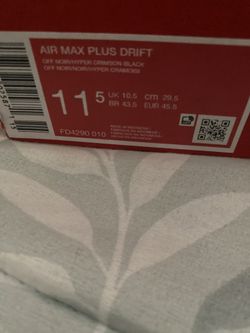 AIR MAX PLUS DRIFT
OFF NOIR/HYPER CRIMSON-BLACK
OFF NOIR/NOIR/HYPER CRAMOISI
11.5
UK 10.5 cm 29.5
BR 43.5 EUR 45.5
FD4290 010